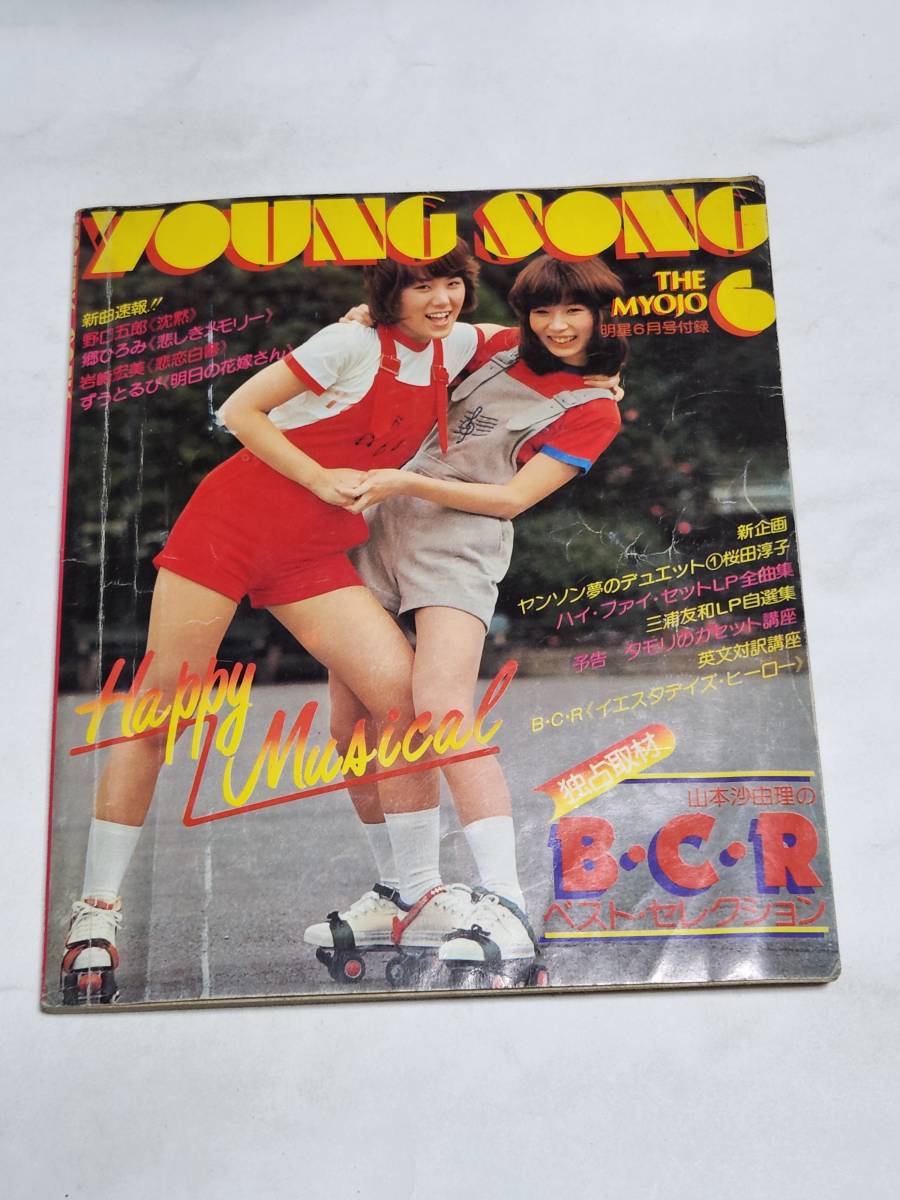 YOUNG SONG
THE
MYOJO
6
明星6月号付録
新曲速報!!
野口五郎《沈黙》
郷ひろみ《悲しきメモリー》
岩崎宏美《悲恋白書》
ずうとるび《明日の花嫁さん》
新企画
ヤンソン夢のデュエット①桜田淳子
ハイ・ファイ・セットLP全曲集
三浦友和LP自選集
予告 タモリのカセット講座
英文対訳講座
B・C・R《イエスタデイズ・ヒーロー》
Happy
Musical
独占取材
山本沙由理の
B・C・R
ベスト・セレクション